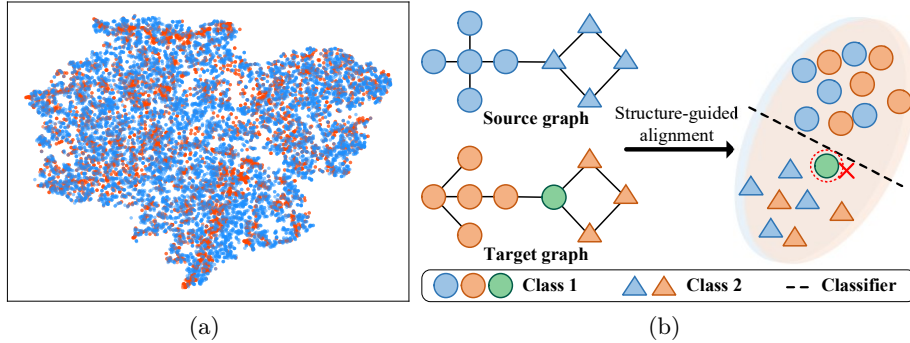 Source graph
Structure-guided
alignment
Target graph
Class 1
Class 2
Classifier
(a)
(b)